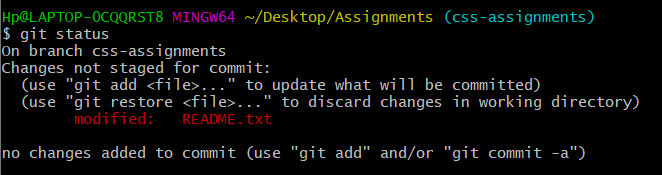 Hp@LAPTOP-OCQQRST8 MINGW64 ~/Desktop/Assignments (css-assignments)
$ git status
On branch css-assignments
Changes not staged for commit:
  (use "git add <file>..." to update what will be committed)
  (use "git restore <file>..." to discard changes in working directory)
        modified:   README.txt

no changes added to commit (use "git add" and/or "git commit -a")